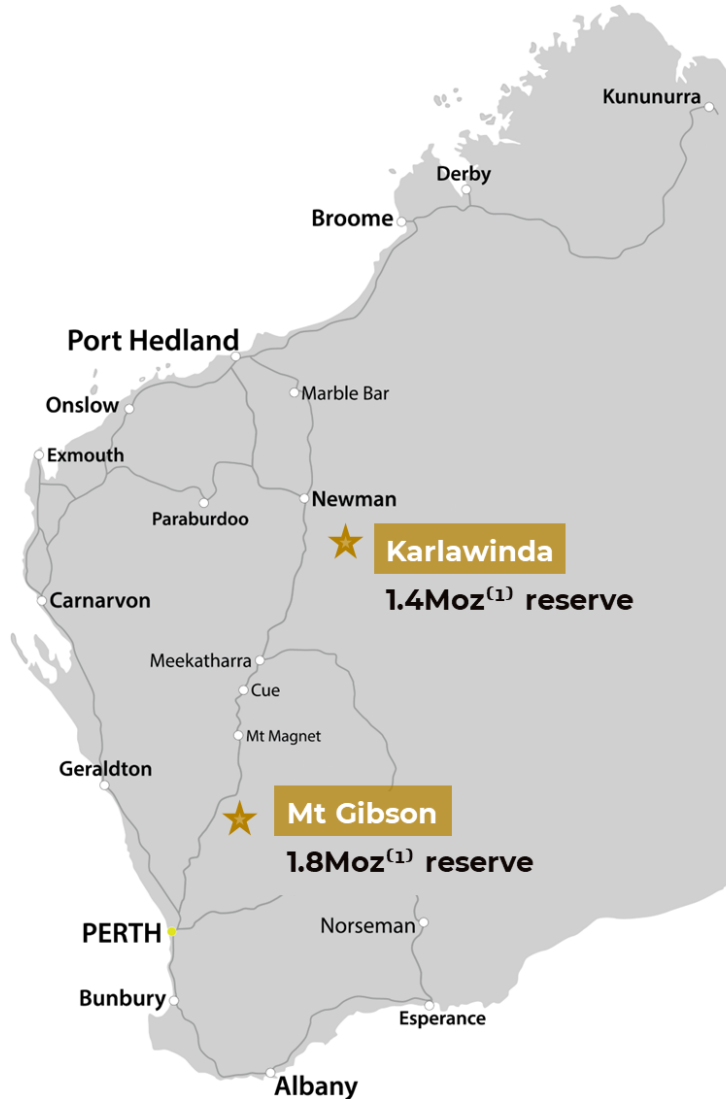 Kununurra
Derby
Broome
Port Hedland
Marble Bar
Onslow
Exmouth
Newman
Paraburdoo
Karlawinda
1.4Moz⁽¹⁾ reserve
Carnarvon
Meekatharra
Cue
Mt Magnet
Geraldton
Mt Gibson
1.8Moz⁽¹⁾ reserve
Norseman
PERTH
Bunbury
Esperance
Albany